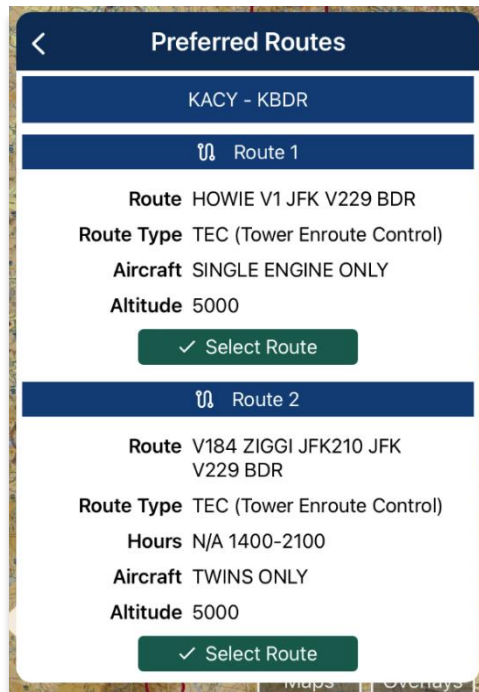 Preferred Routes
KACY - KBDR
Route 1
Route HOWIE V1 JFK V229 BDR
Route Type TEC (Tower Enroute Control)
Aircraft SINGLE ENGINE ONLY
Altitude 5000
✓ Select Route
Route 2
Route V184 ZIGGI JFK210 JFK
V229 BDR
Route Type TEC (Tower Enroute Control)
Hours N/A 1400-2100
Aircraft TWINS ONLY
Altitude 5000
✓ Select Route
Maps Overlays